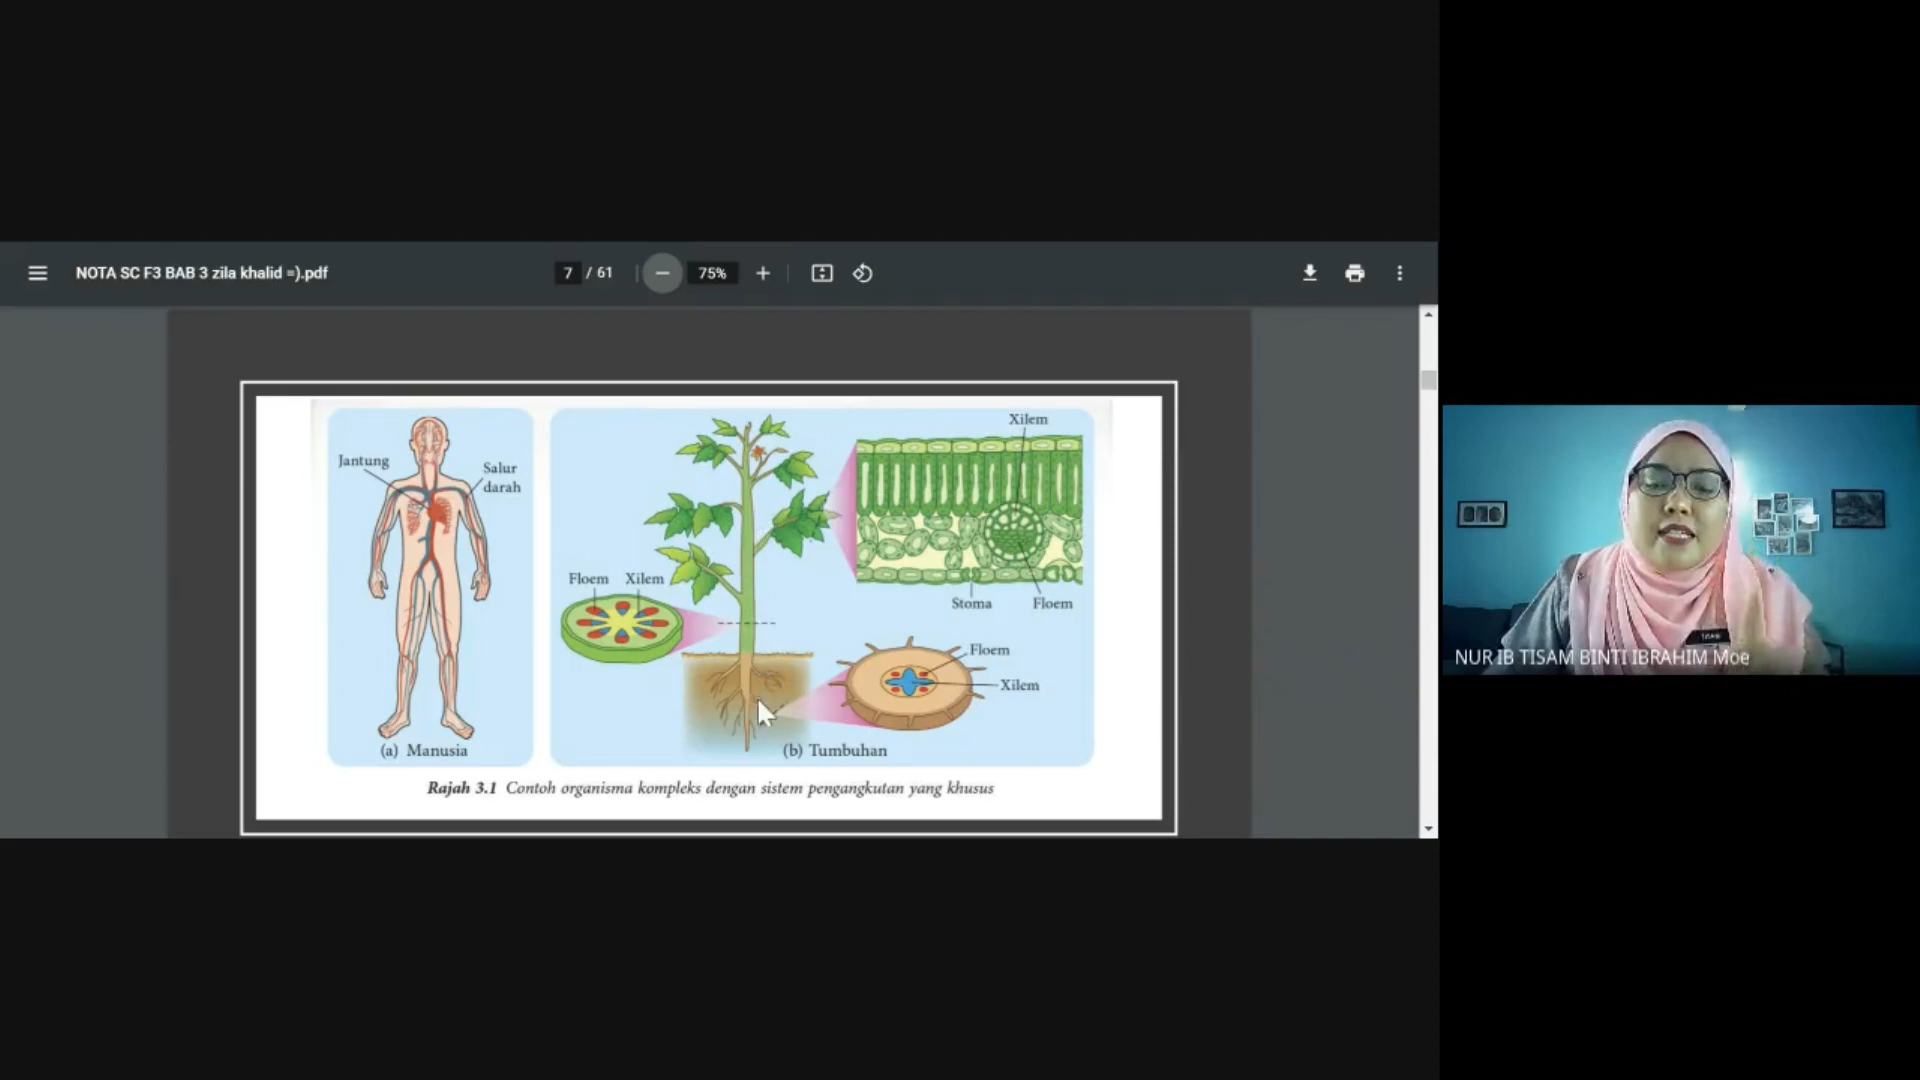 NOTA SC F3 BAB 3 zila khalid =).pdf
7 / 61
75%
Jantung
Salur
darah
(a) Manusia
Xilem
Floem Xilem
Stoma Floem
Floem
Xilem
(b) Tumbuhan
Rajah 3.1 Contoh organisma kompleks dengan sistem pengangkutan yang khusus
NUR IB TISAM BINTI IBRAHIM Moe